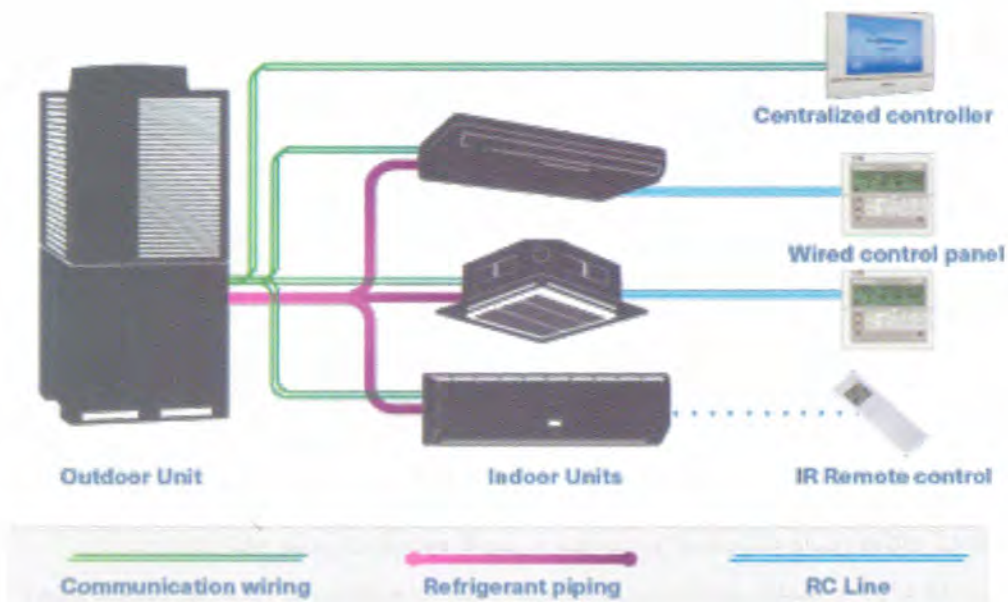 Centralized controller
Wired control panel
Outdoor Unit
Indoor Units
IR Remote control
Communication wiring
Refrigerant piping
RC Line